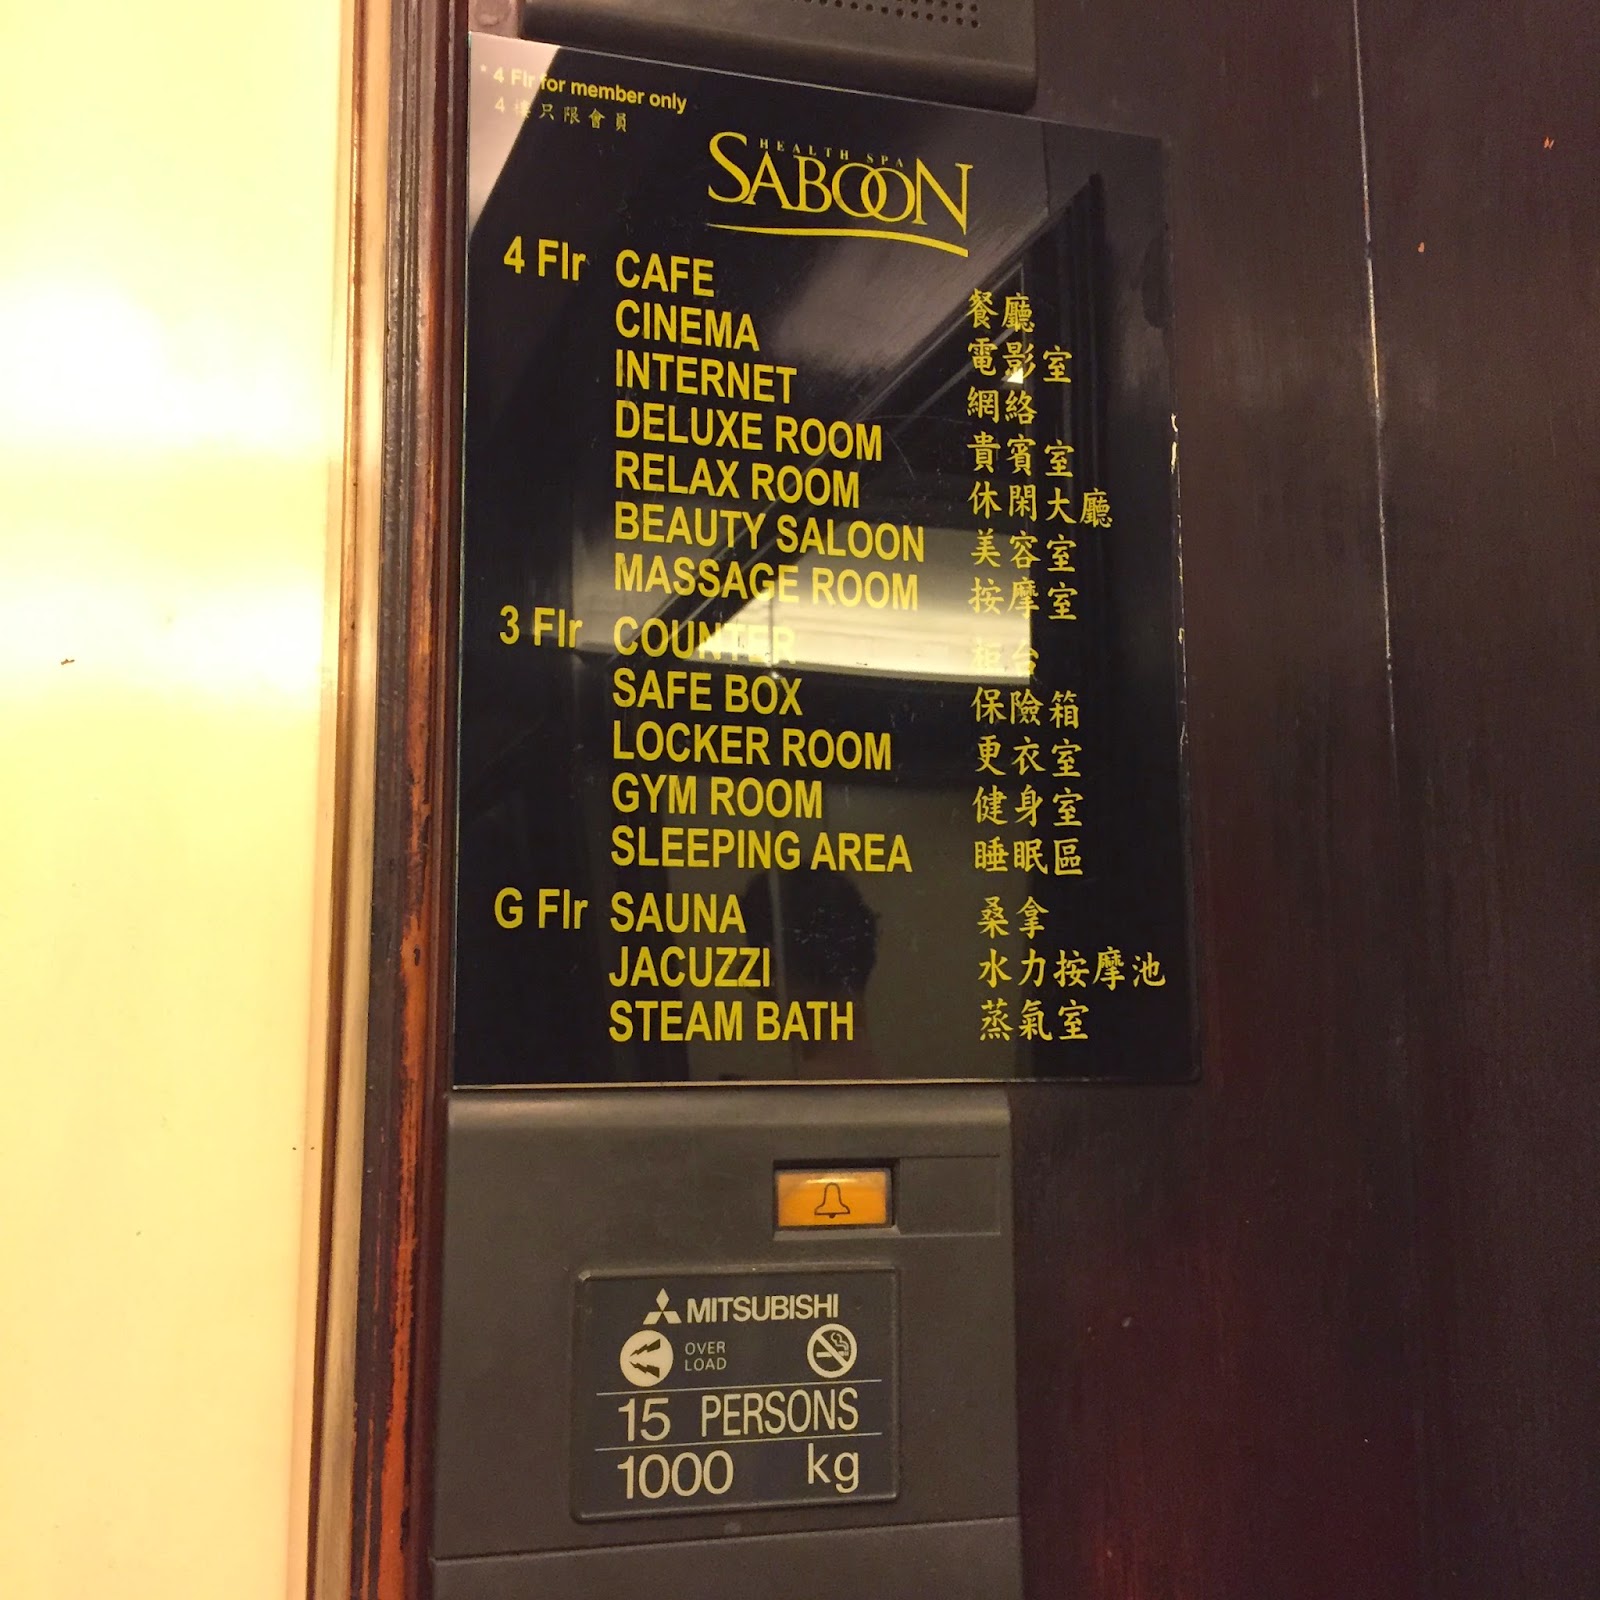 * 4 Flr for member only
4樓只限會員
HEALTH SPA
SABOON
4 Flr CAFE 餐廳
CINEMA 電影室
INTERNET 網絡
DELUXE ROOM 貴賓室
RELAX ROOM 休閑大廳
BEAUTY SALOON 美容室
MASSAGE ROOM 按摩室
3 Flr COUNTER 柜台
SAFE BOX 保險箱
LOCKER ROOM 更衣室
GYM ROOM 健身室
SLEEPING AREA 睡眠區
G Flr SAUNA 桑拿
JACUZZI 水力按摩池
STEAM BATH 蒸氣室
MITSUBISHI
OVER
LOAD
15 PERSONS
1000 kg